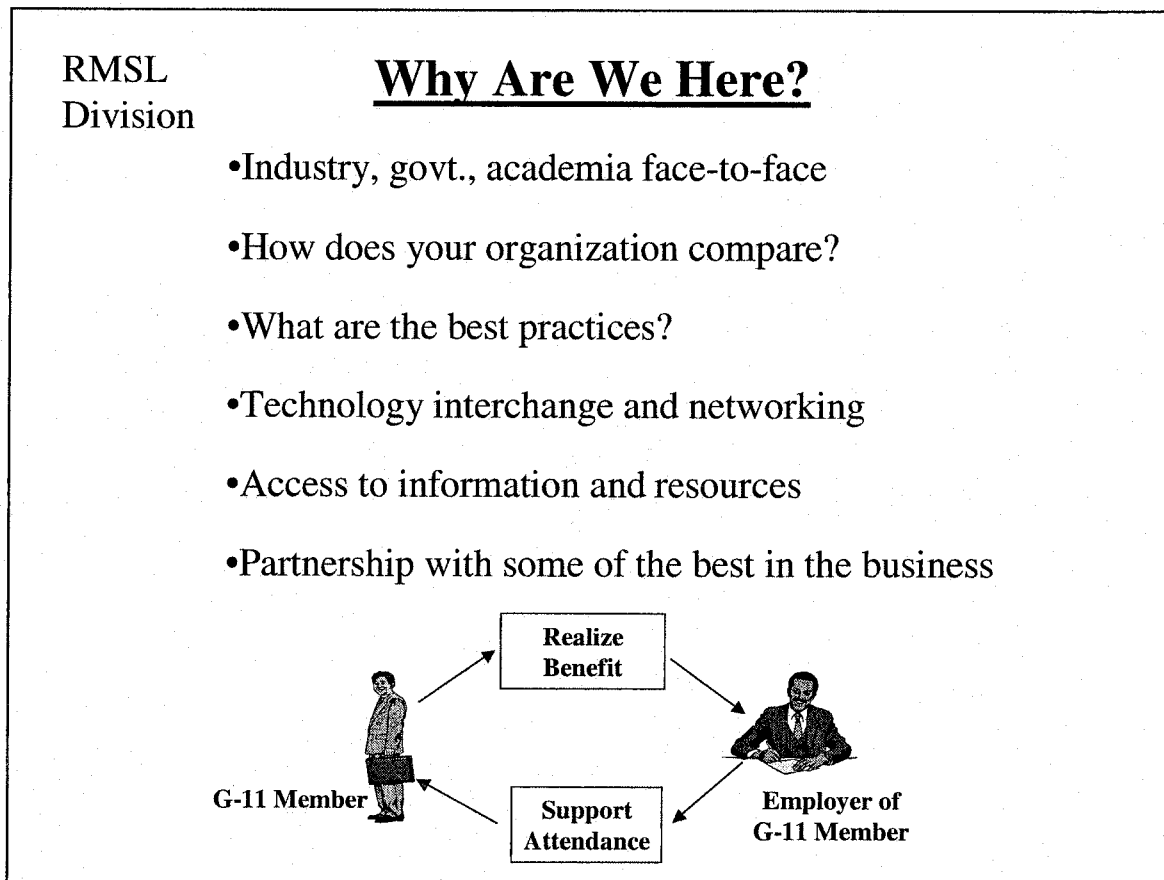 RMSL
Division
Why Are We Here?
•Industry, govt., academia face-to-face
•How does your organization compare?
•What are the best practices?
•Technology interchange and networking
•Access to information and resources
•Partnership with some of the best in the business
Realize
Benefit
G-11 Member
Support
Attendance
Employer of
G-11 Member